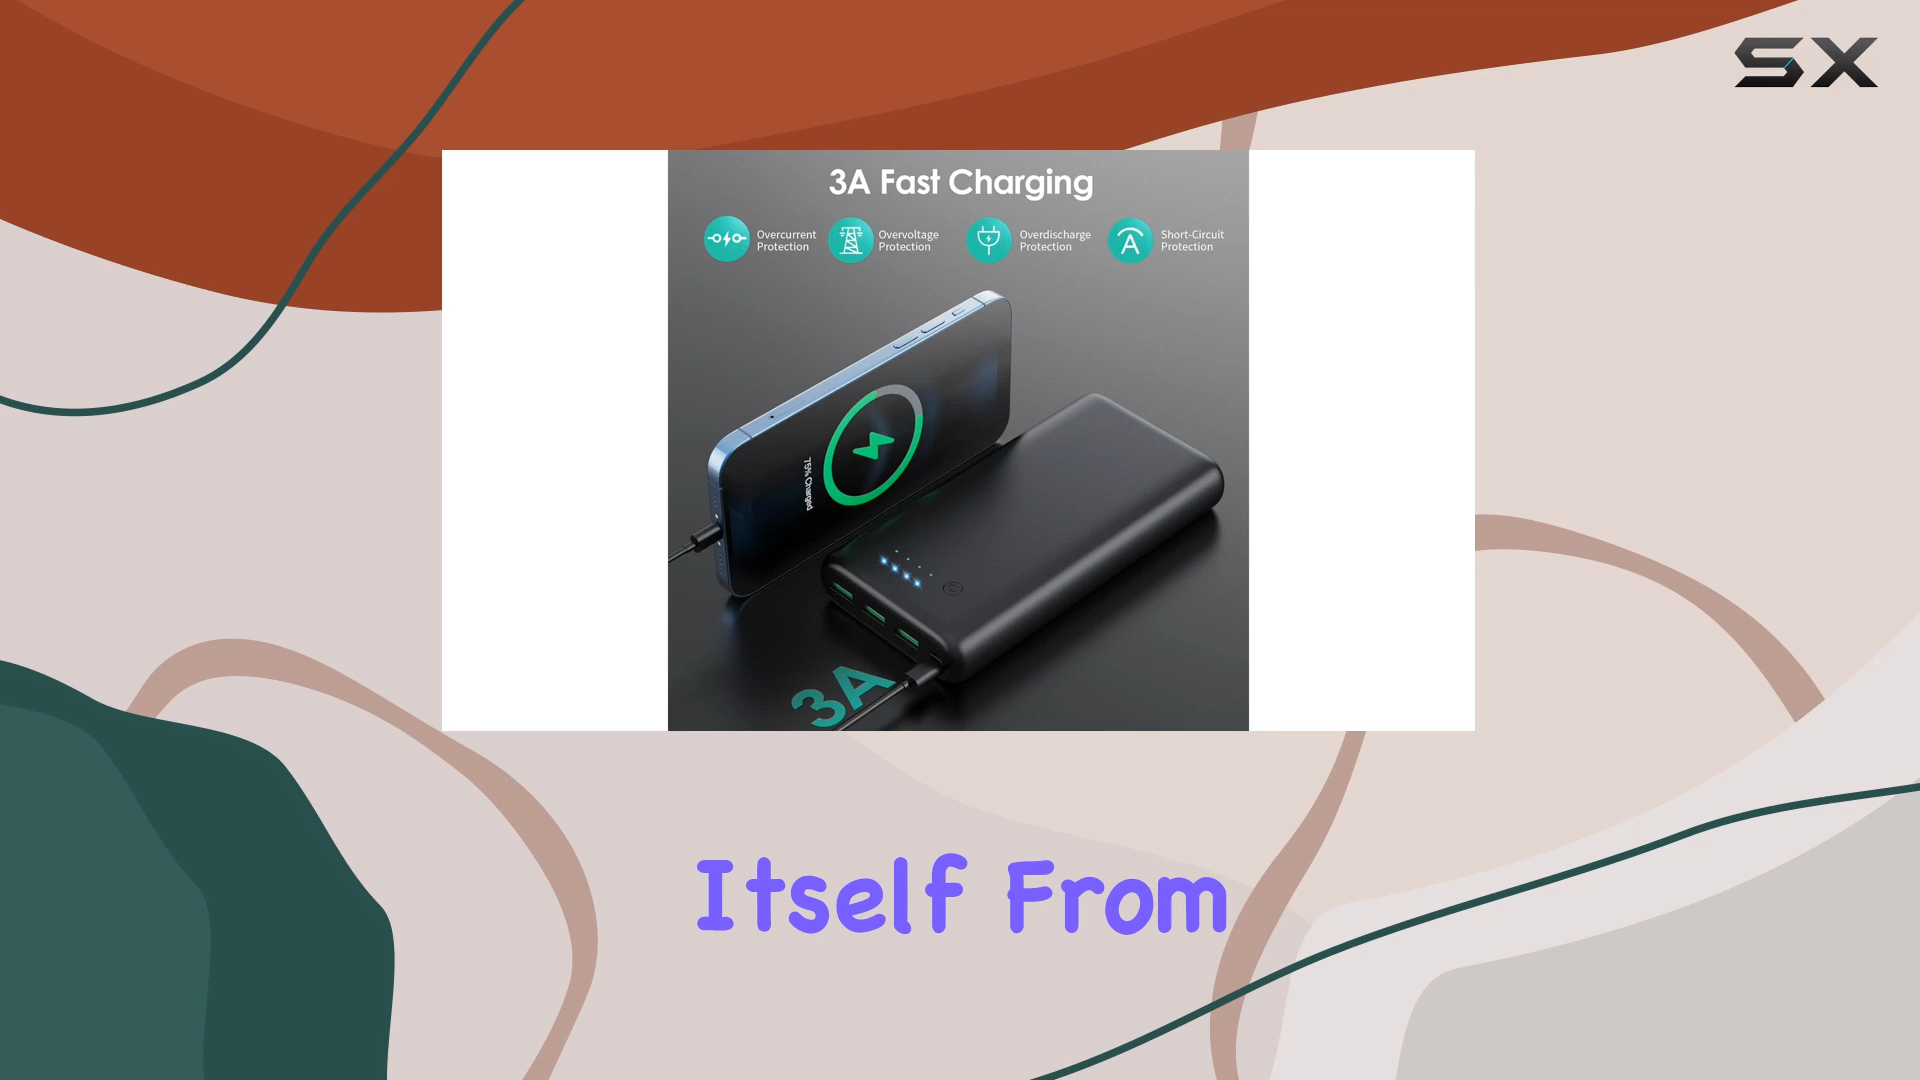 SX
3A Fast Charging
Overcurrent
Protection
Overvoltage
Protection
Overdischarge
Protection
Short-Circuit
Protection
75% Charged
3A
Itself From